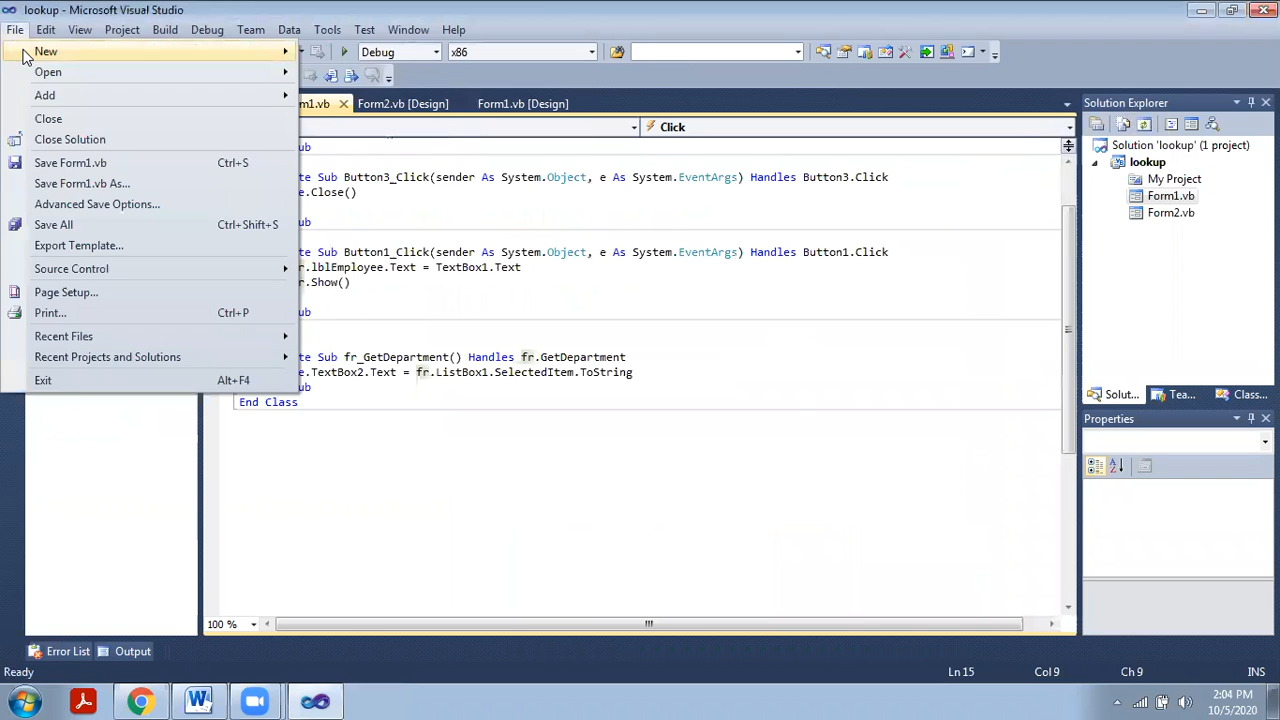 lookup - Microsoft Visual Studio
File Edit View Project Build Debug Team Data Tools Test Window Help
New
Debug x86
Open
Add
Close
Close Solution
Save Form1.vb Ctrl+S
Save Form1.vb As...
Advanced Save Options...
Save All Ctrl+Shift+S
Export Template...
Source Control
Page Setup...
Print... Ctrl+P
Recent Files
Recent Projects and Solutions
Exit Alt+F4
m1.vb Form2.vb [Design] Form1.vb [Design]
Click
ub
te Sub Button3_Click(sender As System.Object, e As System.EventArgs) Handles Button3.Click
e.Close()
ub
te Sub Button1_Click(sender As System.Object, e As System.EventArgs) Handles Button1.Click
r.lblEmployee.Text = TextBox1.Text
r.Show()
ub
te Sub fr_GetDepartment() Handles fr.GetDepartment
e.TextBox2.Text = fr.ListBox1.SelectedItem.ToString
ub
End Class
100 %
Solution Explorer
Solution 'lookup' (1 project)
lookup
My Project
Form1.vb
Form2.vb
Solut... Tea... Class...
Properties
Error List Output
Ready Ln 15 Col 9 Ch 9 INS
2:04 PM
10/5/2020